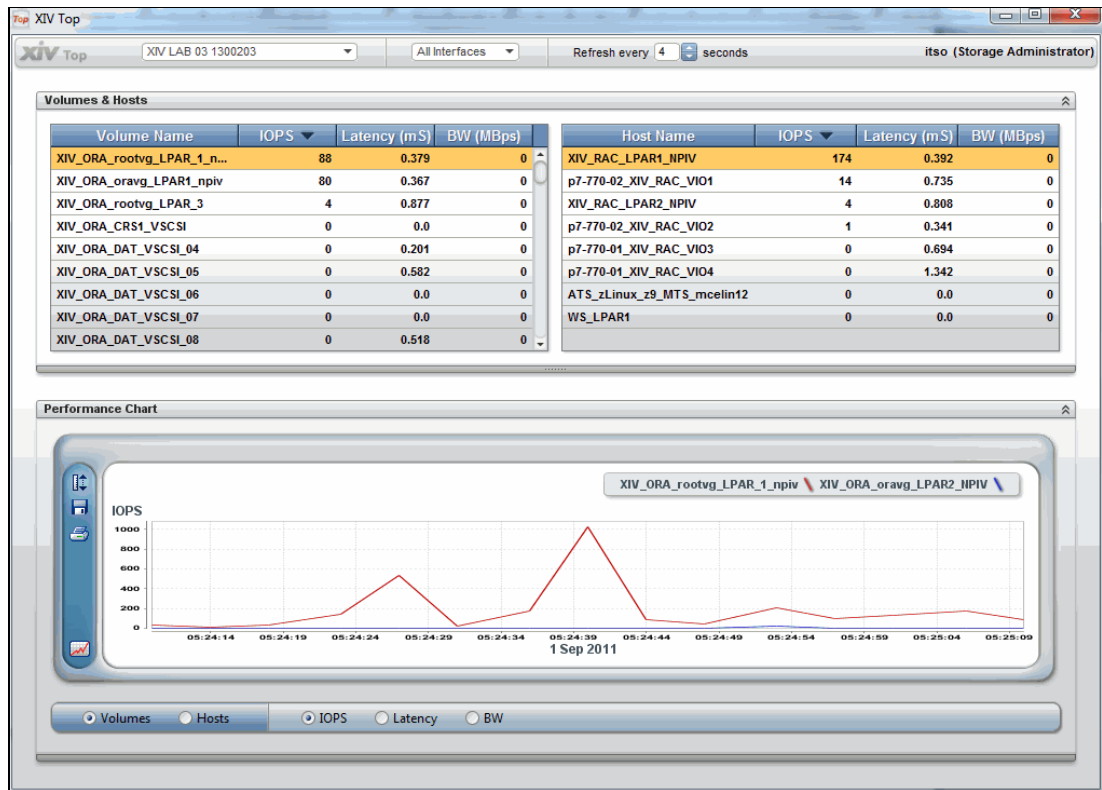 Top XIV Top
XIV Top XIV LAB 03 1300203 All Interfaces Refresh every 4 seconds itso (Storage Administrator)
Volumes & Hosts
Volume Name IOPS Latency (mS) BW (MBps)
XIV_ORA_rootvg_LPAR_1_n... 88 0.379 0
XIV_ORA_oravg_LPAR1_npiv 80 0.367 0
XIV_ORA_rootvg_LPAR_3 4 0.877 0
XIV_ORA_CRS1_VSCSI 0 0.0 0
XIV_ORA_DAT_VSCSI_04 0 0.201 0
XIV_ORA_DAT_VSCSI_05 0 0.582 0
XIV_ORA_DAT_VSCSI_06 0 0.0 0
XIV_ORA_DAT_VSCSI_07 0 0.0 0
XIV_ORA_DAT_VSCSI_08 0 0.518 0
Host Name IOPS Latency (mS) BW (MBps)
XIV_RAC_LPAR1_NPIV 174 0.392 0
p7-770-02_XIV_RAC_VIO1 14 0.735 0
XIV_RAC_LPAR2_NPIV 4 0.808 0
p7-770-02_XIV_RAC_VIO2 1 0.341 0
p7-770-01_XIV_RAC_VIO3 0 0.694 0
p7-770-01_XIV_RAC_VIO4 0 1.342 0
ATS_zLinux_z9_MTS_mcelin12 0 0.0 0
WS_LPAR1 0 0.0 0
Performance Chart
XIV_ORA_rootvg_LPAR_1_npiv XIV_ORA_oravg_LPAR2_NPIV
IOPS
1000
800
600
400
200
0
05:24:14 05:24:19 05:24:24 05:24:29 05:24:34 05:24:39 05:24:44 05:24:49 05:24:54 05:24:59 05:25:04 05:25:09
1 Sep 2011
Volumes Hosts IOPS Latency BW